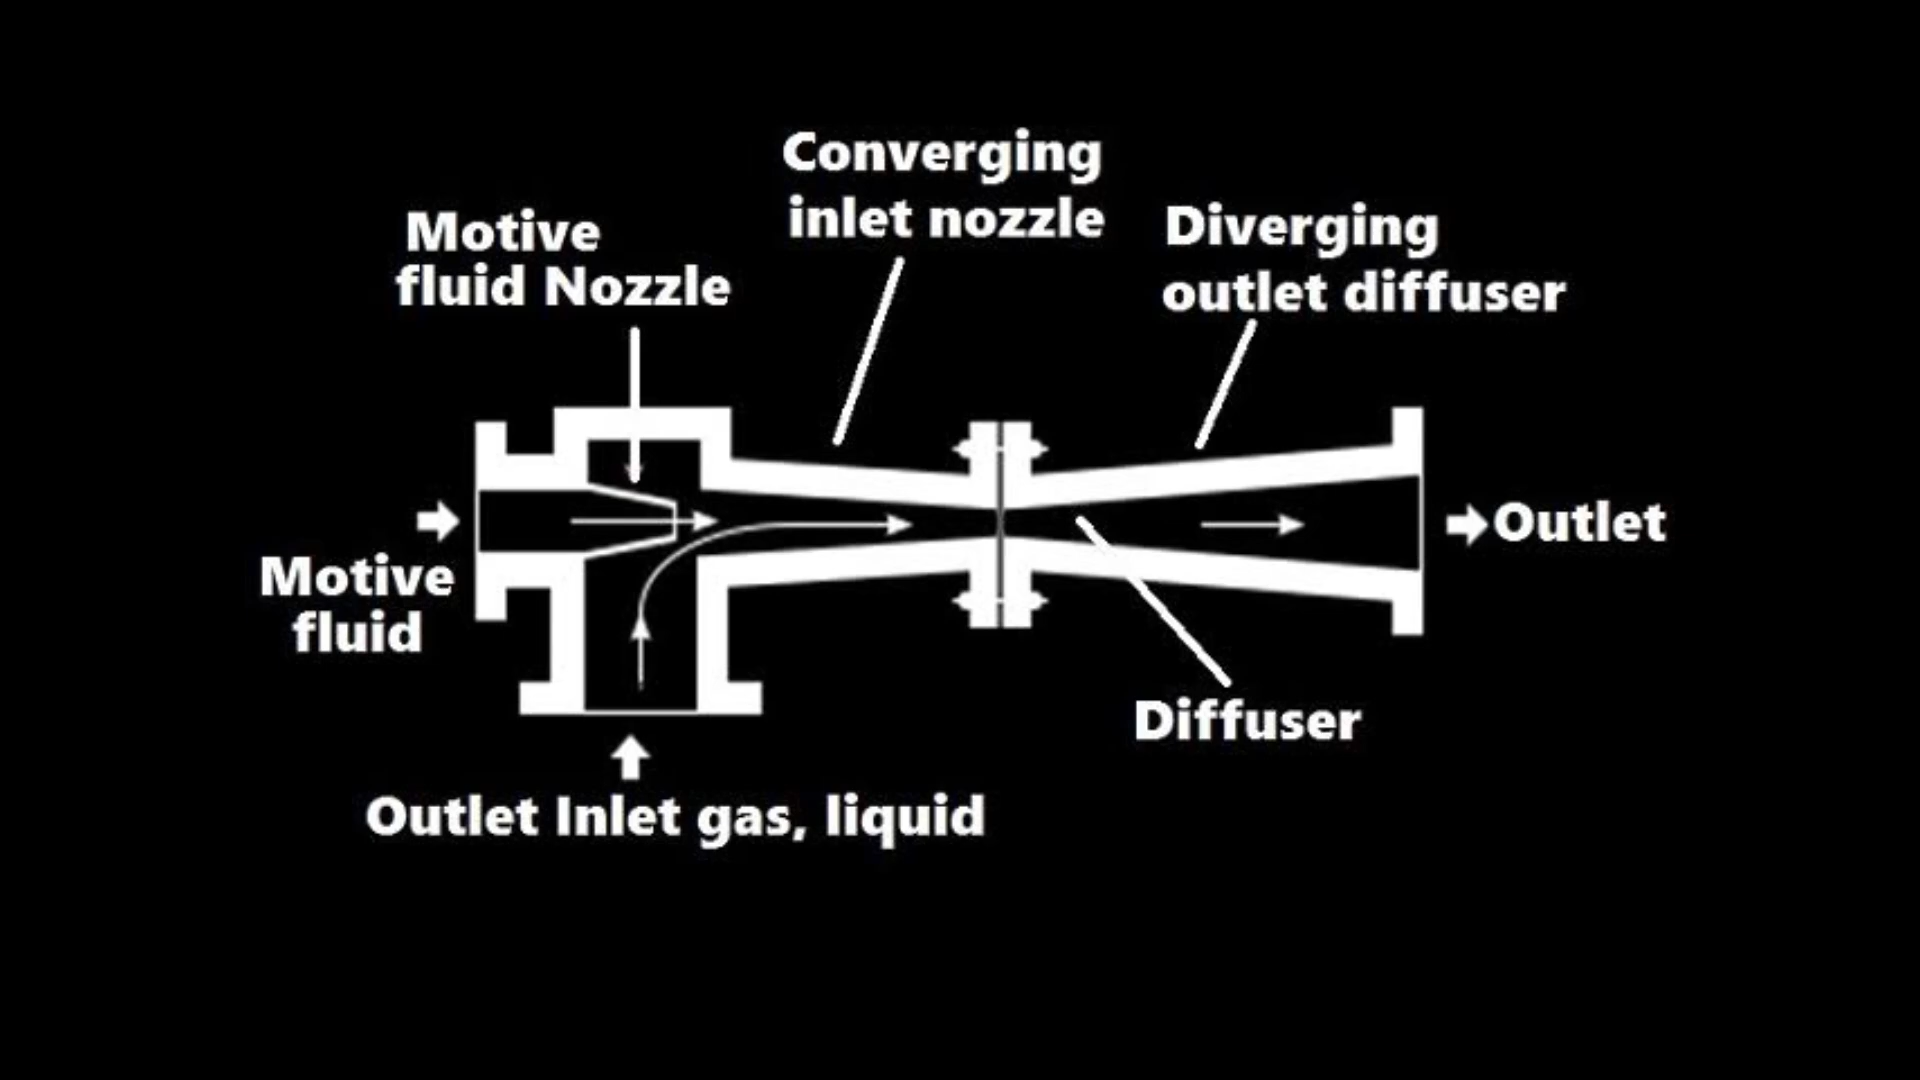 Converging
inlet nozzle
Motive
fluid Nozzle
Diverging
outlet diffuser
Motive
fluid
Outlet
Diffuser
Outlet Inlet gas, liquid